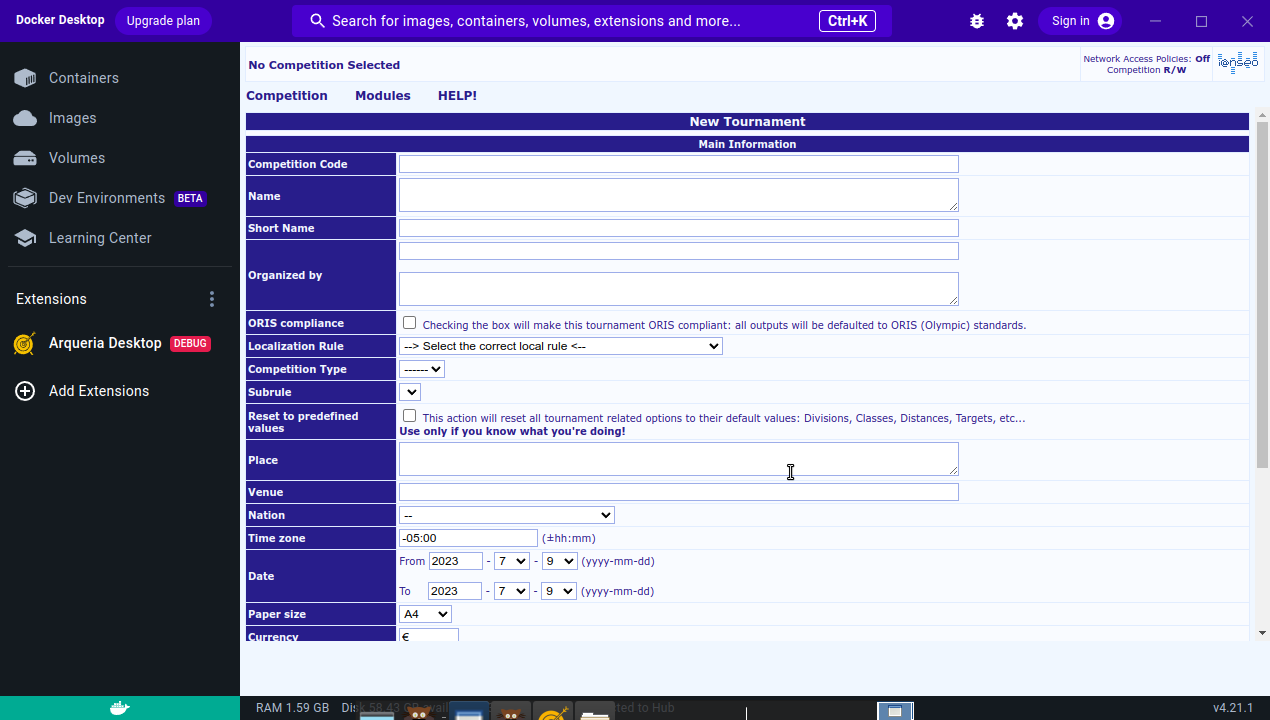 Docker Desktop
Upgrade plan
Search for images, containers, volumes, extensions and more...
Ctrl+K
Sign in
Containers
Images
Volumes
Dev Environments BETA
Learning Center
Extensions
Arqueria Desktop DEBUG
Add Extensions
No Competition Selected
Network Access Policies: Off
Competition R/W
ianseo
Competition Modules HELP!
New Tournament
Main Information
Competition Code
Name
Short Name
Organized by
ORIS compliance Checking the box will make this tournament ORIS compliant: all outputs will be defaulted to ORIS (Olympic) standards.
Localization Rule --> Select the correct local rule <--
Competition Type ------
Subrule
Reset to predefined values This action will reset all tournament related options to their default values: Divisions, Classes, Distances, Targets, etc...
Use only if you know what you're doing!
Place
Venue
Nation --
Time zone -05:00 (±hh:mm)
Date From 2023 - 7 - 9 (yyyy-mm-dd)
To 2023 - 7 - 9 (yyyy-mm-dd)
Paper size A4
Currency €
RAM 1.59 GB Disk 58.43 GB avail
ted to Hub
v4.21.1